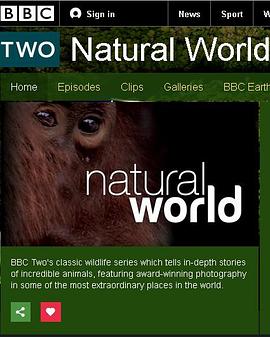 BBC Sign in News Sport W
TWO Natural World
Home Episodes Clips Galleries BBC Earth
natural
world
BBC Two's classic wildlife series which tells in-depth stories
of incredible animals, featuring award-winning photography
in some of the most extraordinary places in the world.